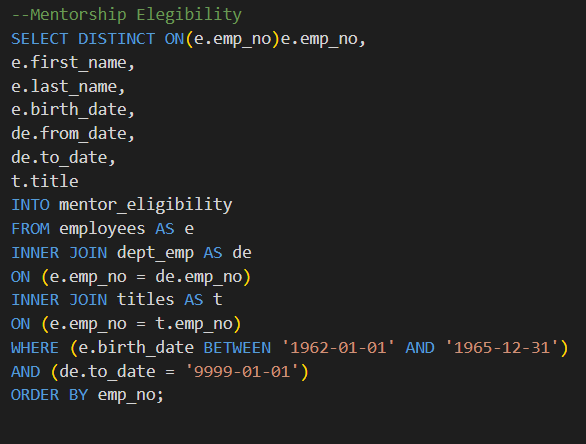 --Mentorship Elegibility
SELECT DISTINCT ON(e.emp_no)e.emp_no,
e.first_name,
e.last_name,
e.birth_date,
de.from_date,
de.to_date,
t.title
INTO mentor_eligibility
FROM employees AS e
INNER JOIN dept_emp AS de
ON (e.emp_no = de.emp_no)
INNER JOIN titles AS t
ON (e.emp_no = t.emp_no)
WHERE (e.birth_date BETWEEN '1962-01-01' AND '1965-12-31')
AND (de.to_date = '9999-01-01')
ORDER BY emp_no;